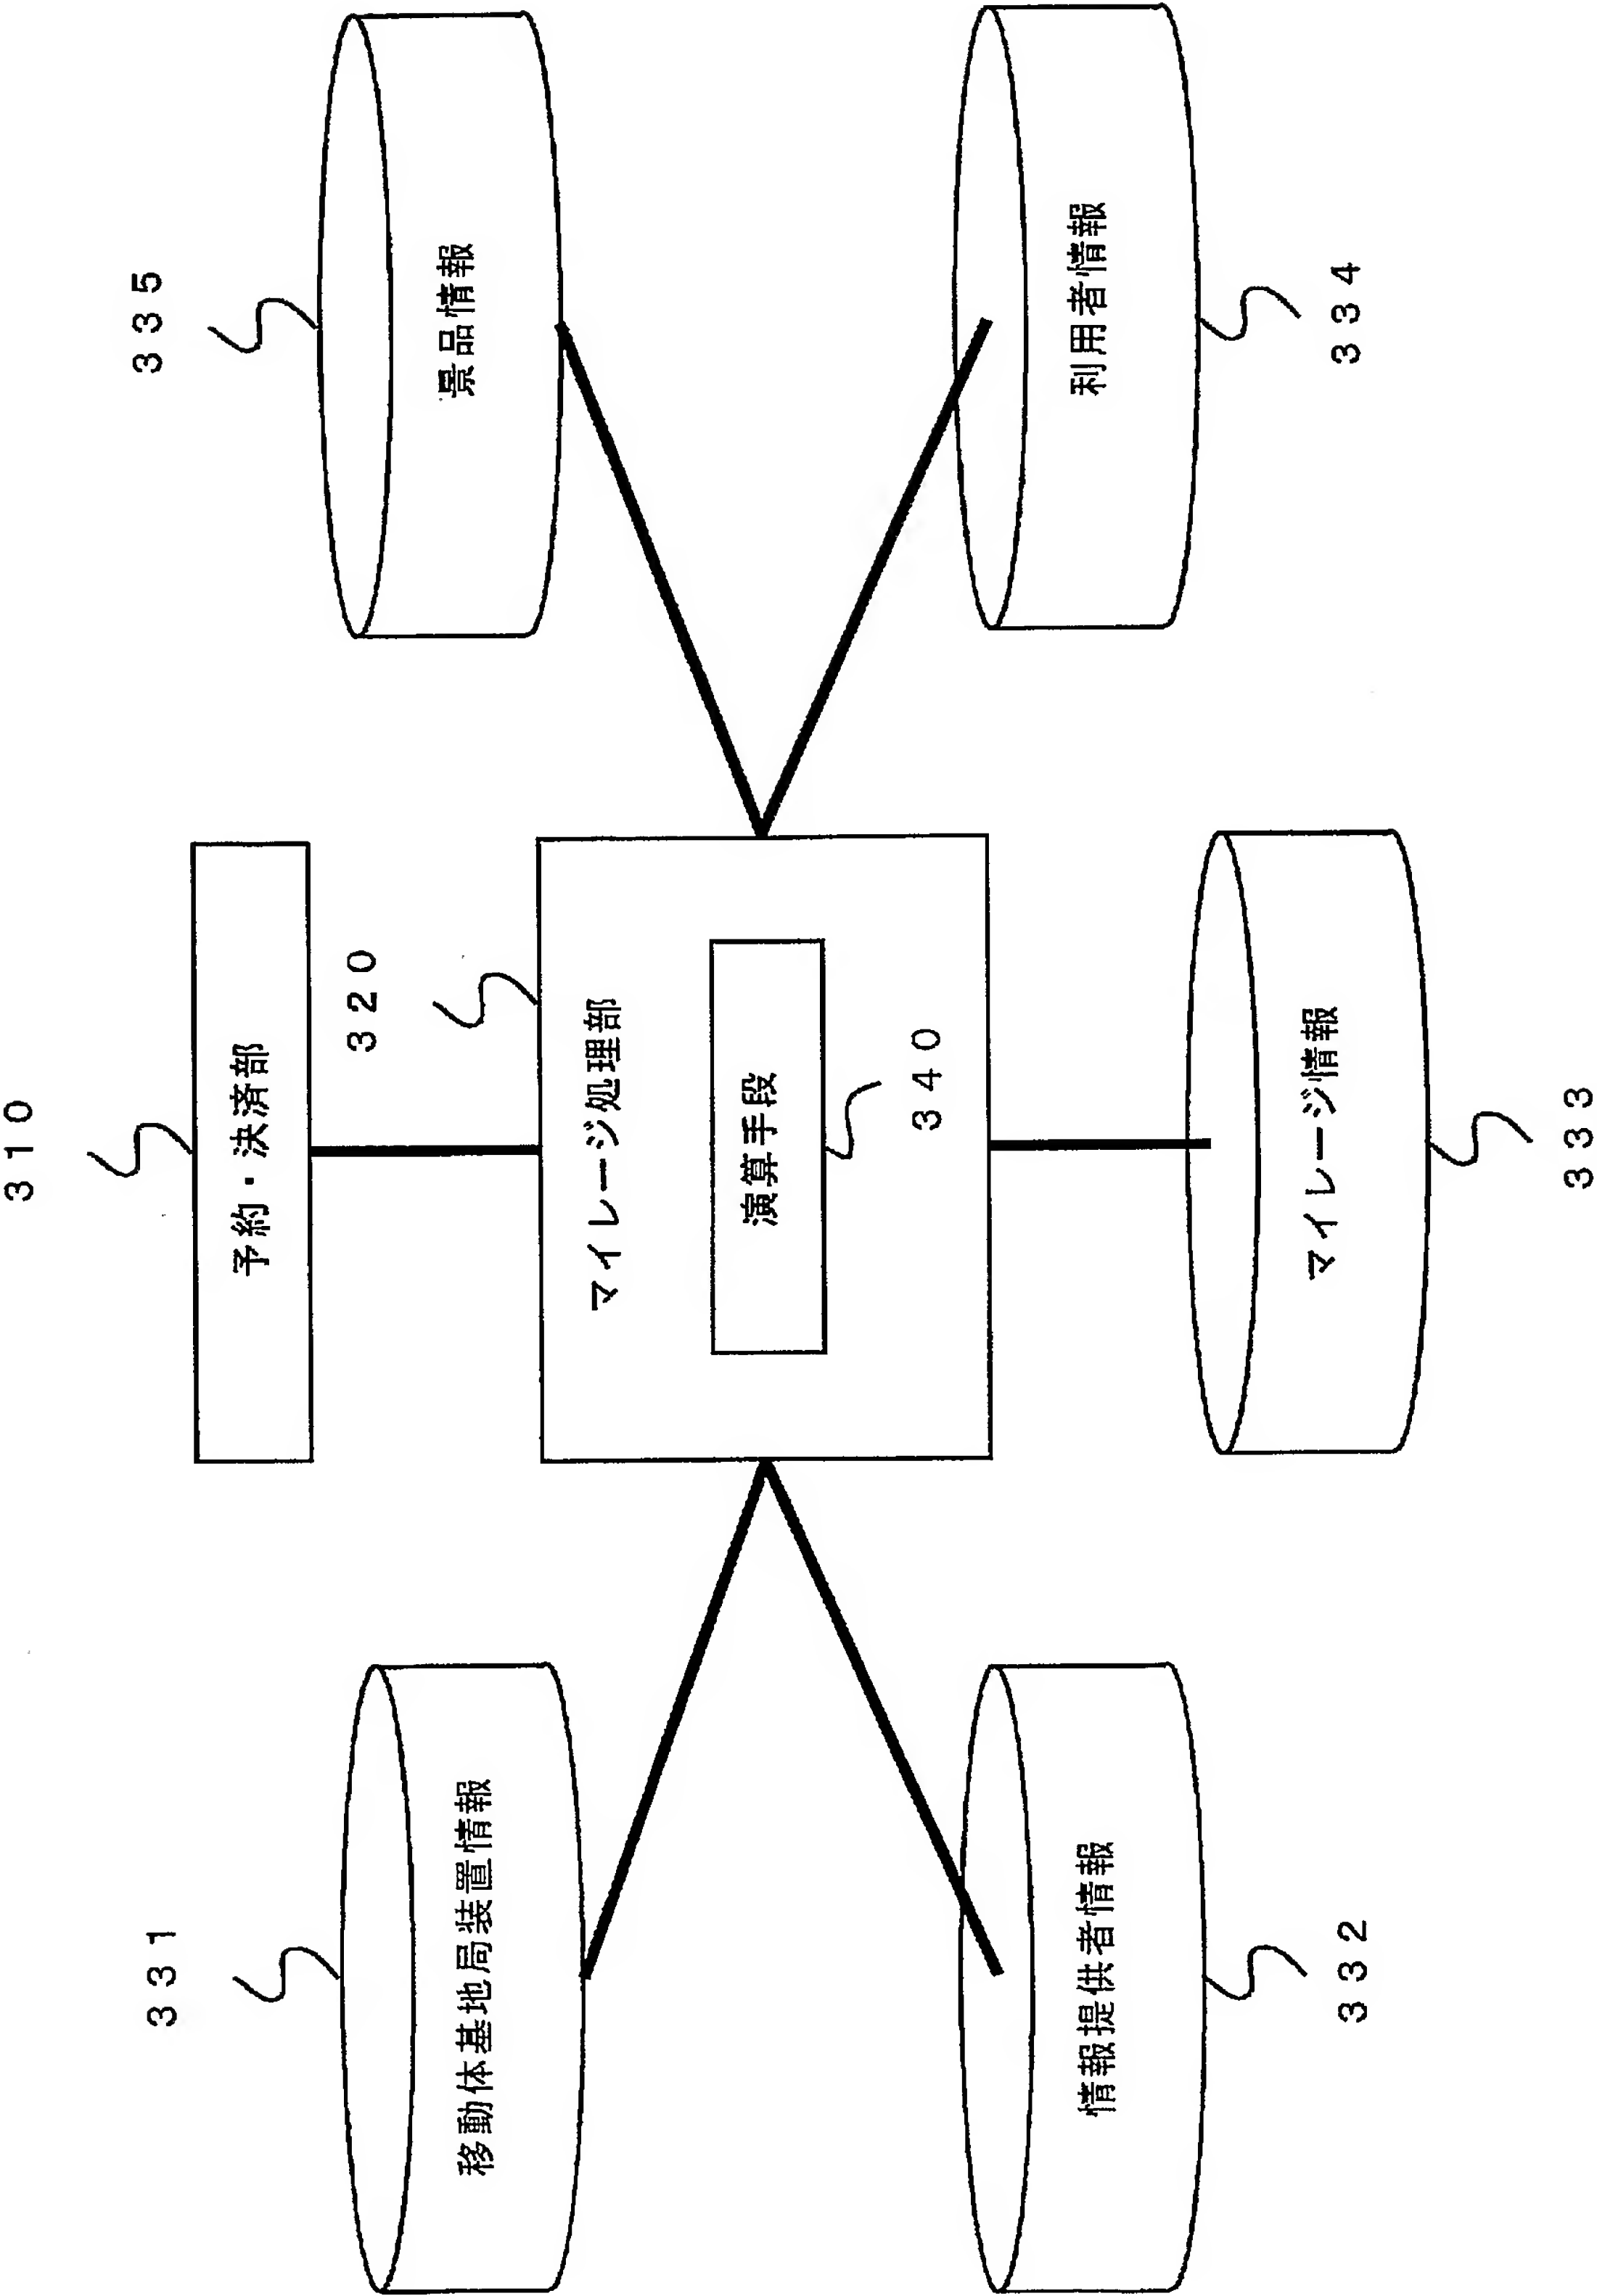 310
予約・決済部
331
移動体基地局装置情報
320
マイレージ処理部
演算手段
340
335
景品情報
332
情報提供者情報
333
マイレージ情報
334
利用者情報